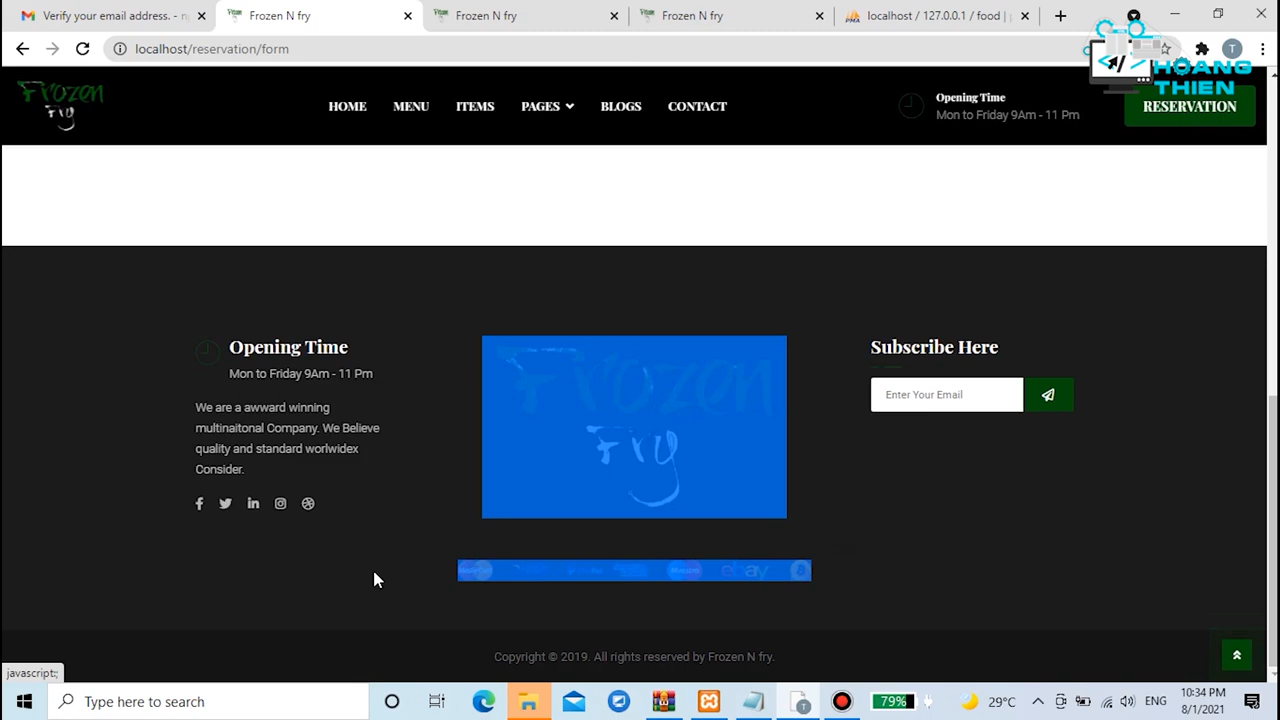 Verify your email address. - n
Frozen N fry
Frozen N fry
Frozen N fry
localhost / 127.0.0.1 / food | p
localhost/reservation/form
T
HOANG
THIEN
Frozen
Fry
HOME
MENU
ITEMS
PAGES
BLOGS
CONTACT
Opening Time
Mon to Friday 9Am - 11 Pm
RESERVATION
Opening Time
Mon to Friday 9Am - 11 Pm
We are a awward winning
multinaitonal Company. We Believe
quality and standard worlwidex
Consider.
Frozen
Fry
ebay
Subscribe Here
Enter Your Email
Copyright © 2019. All rights reserved by Frozen N fry.
javascript:;
Type here to search
79%
29°C
ENG
10:34 PM
8/1/2021